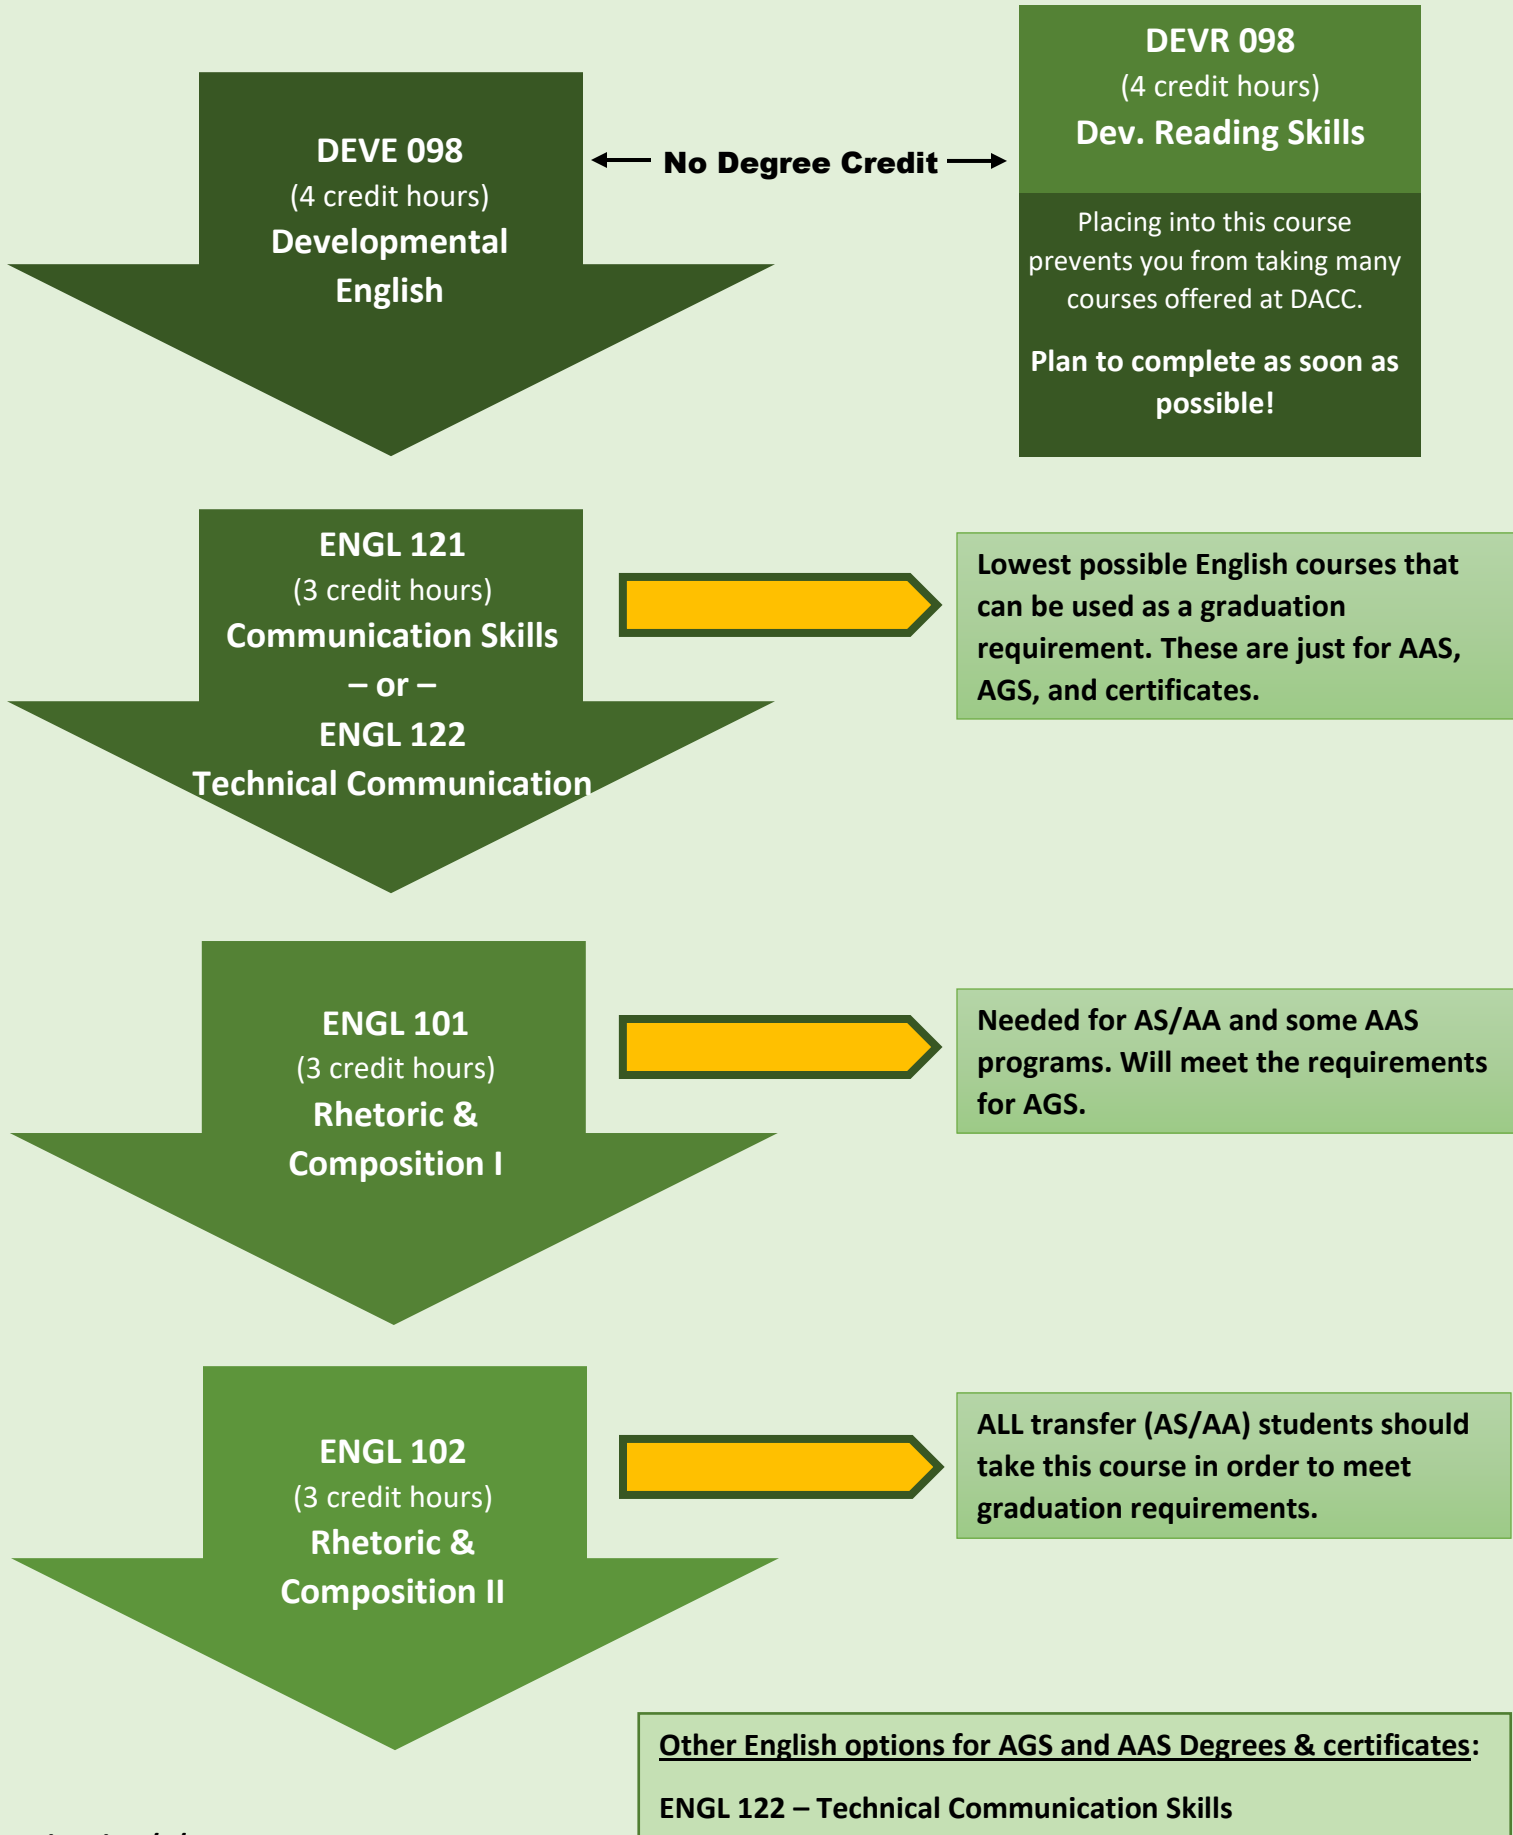 DEVE 098
(4 credit hours)
Developmental
English
No Degree Credit
DEVR 098
(4 credit hours)
Dev. Reading Skills
Placing into this course
prevents you from taking many
courses offered at DACC.
Plan to complete as soon as
possible!
ENGL 121
(3 credit hours)
Communication Skills
– or –
ENGL 122
Technical Communication
Lowest possible English courses that
can be used as a graduation
requirement. These are just for AAS,
AGS, and certificates.
ENGL 101
(3 credit hours)
Rhetoric &
Composition I
Needed for AS/AA and some AAS
programs. Will meet the requirements
for AGS.
ENGL 102
(3 credit hours)
Rhetoric &
Composition II
ALL transfer (AS/AA) students should
take this course in order to meet
graduation requirements.
Other English options for AGS and AAS Degrees & certificates:
ENGL 122 – Technical Communication Skills